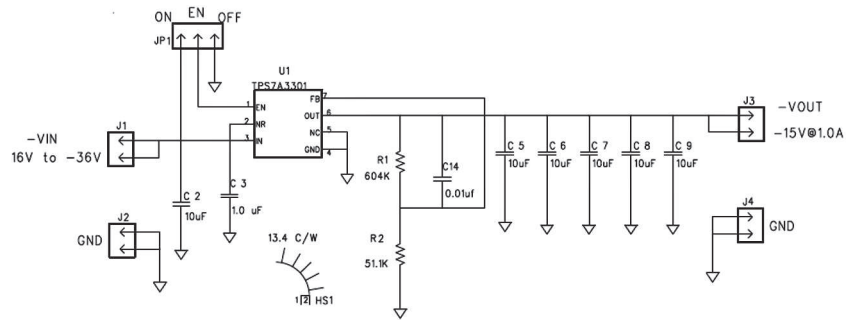 ON EN OFF
JP1
U1
TPS7A3301
1 EN
2 NR
3 IN
FB 7
OUT 6
NC 5
GND 4
-VIN
16V to -36V
J1
J2
GND
C 2
10uF
C 3
1.0 uF
13.4 C/W
1 2 HS1
R1
604K
C14
0.01uf
R2
51.1K
C 5
10uF
C 6
10uF
C 7
10uF
C 8
10uF
C 9
10uF
J3
-VOUT
-15V@1.0A
J4
GND